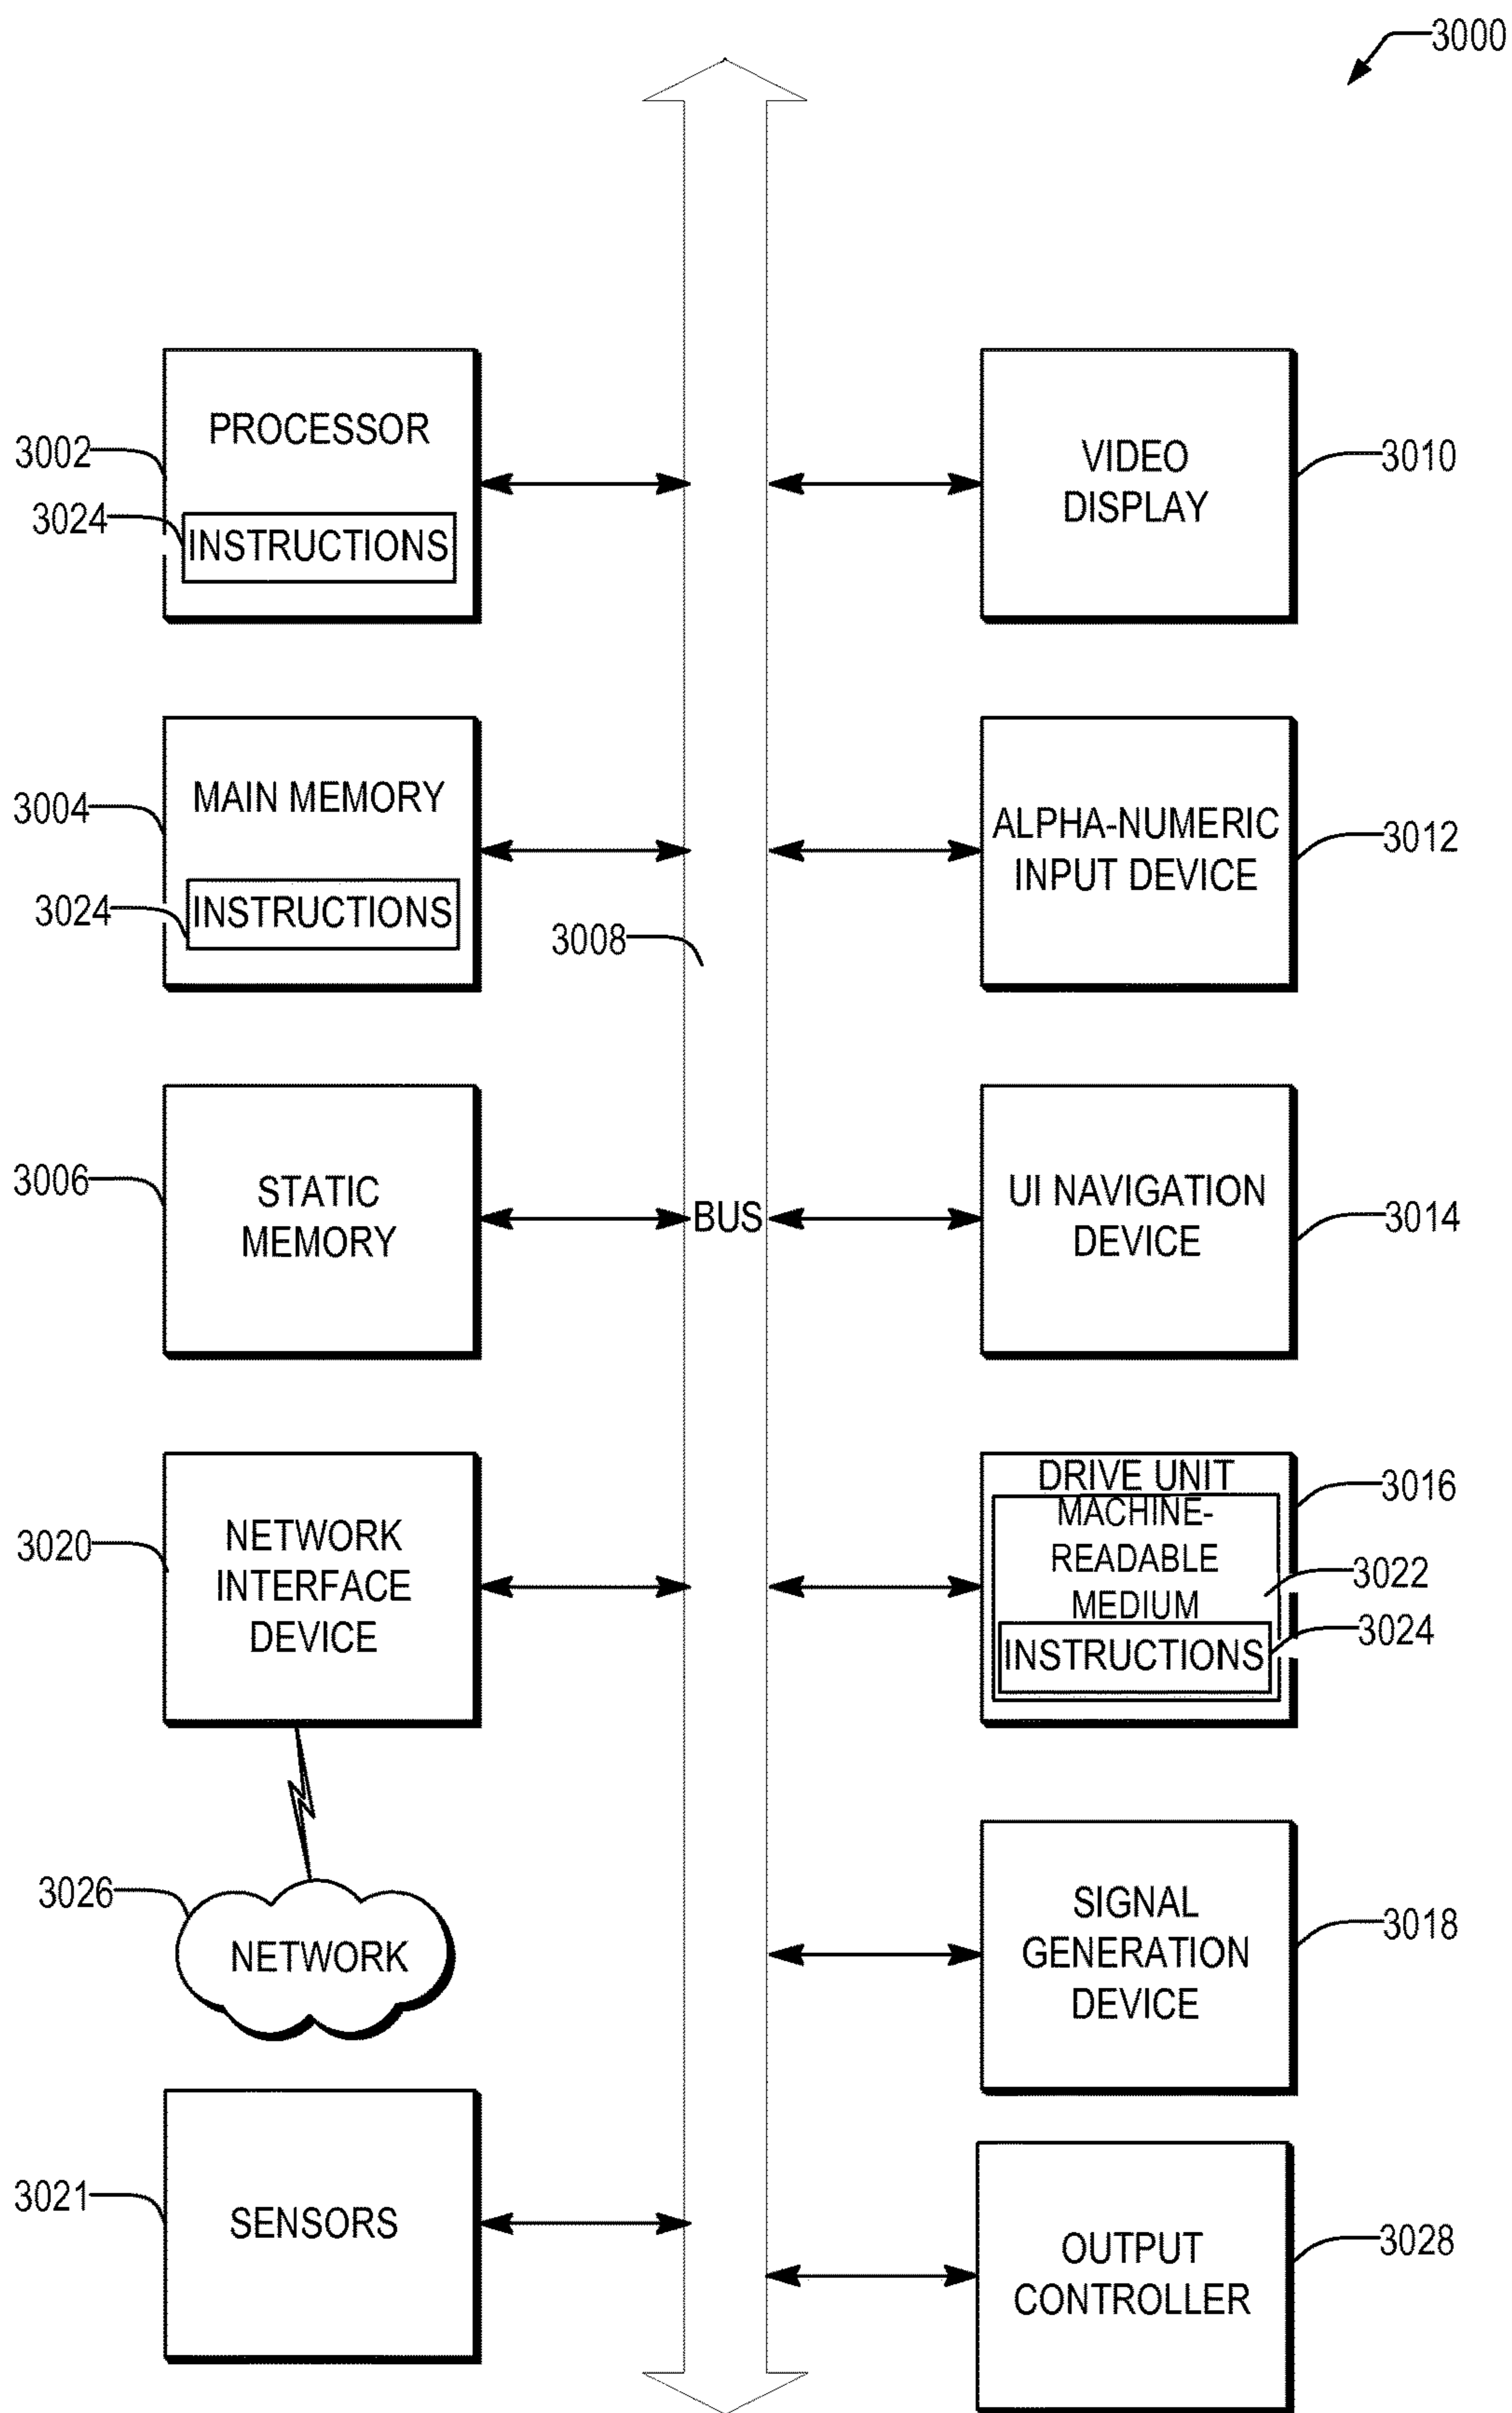 3000
PROCESSOR
3002
3024
INSTRUCTIONS
VIDEO
DISPLAY
3010
MAIN MEMORY
3004
3024
INSTRUCTIONS
3008
ALPHA-NUMERIC
INPUT DEVICE
3012
3006
STATIC
MEMORY
BUS
UI NAVIGATION
DEVICE
3014
3020
NETWORK
INTERFACE
DEVICE
DRIVE UNIT
3016
MACHINE-
READABLE
MEDIUM
3022
INSTRUCTIONS
3024
3026
NETWORK
SIGNAL
GENERATION
DEVICE
3018
3021
SENSORS
OUTPUT
CONTROLLER
3028